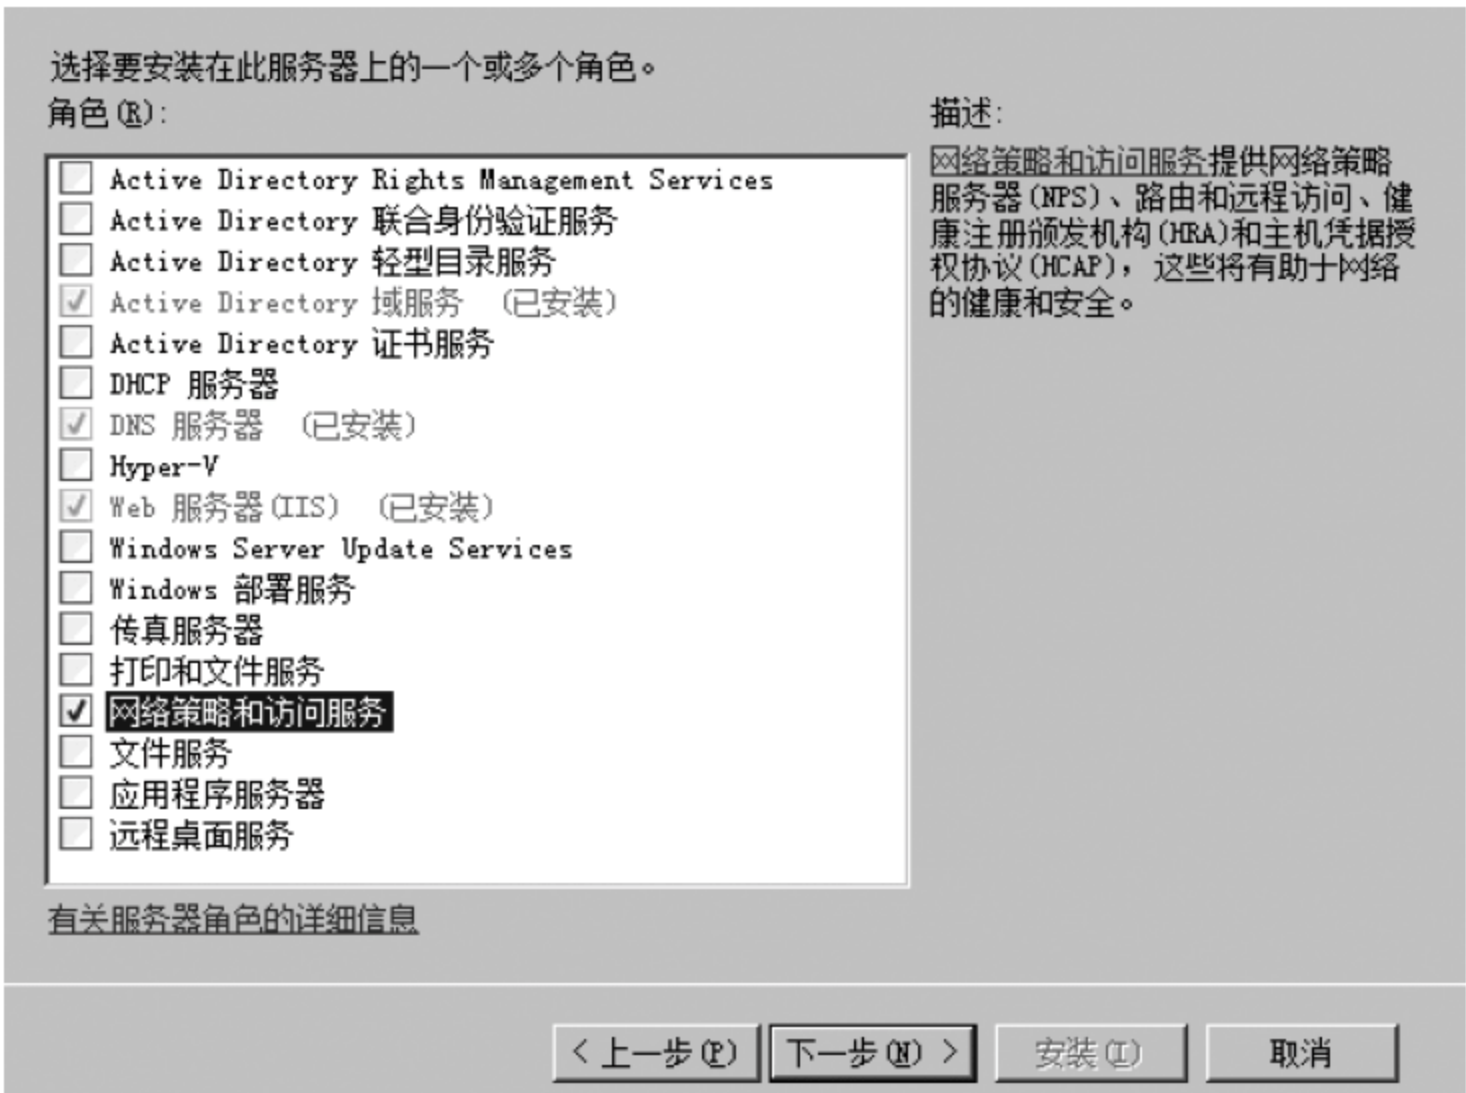 选择要安装在此服务器上的一个或多个角色。
角色(R):
Active Directory Rights Management Services
Active Directory 联合身份验证服务
Active Directory 轻型目录服务
Active Directory 域服务 (已安装)
Active Directory 证书服务
DHCP 服务器
DNS 服务器 (已安装)
Hyper-V
Web 服务器(IIS) (已安装)
Windows Server Update Services
Windows 部署服务
传真服务器
打印和文件服务
网络策略和访问服务
文件服务
应用程序服务器
远程桌面服务
有关服务器角色的详细信息
描述:
网络策略和访问服务提供网络策略
服务器(NPS)、路由和远程访问、健
康注册颁发机构(HRA)和主机凭据授
权协议(HCAP)，这些将有助于网络
的健康和安全。
< 上一步(P)
下一步(N) >
安装(I)
取消